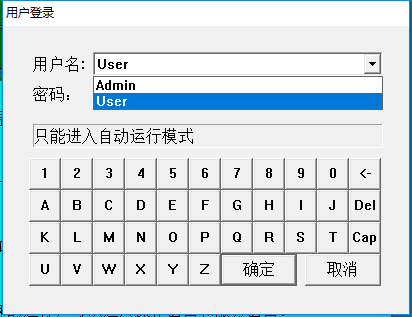 用户登录
用户名: User
Admin
密码: User
只能进入自动运行模式
1 2 3 4 5 6 7 8 9 0 <-
A B C D E F G H I J Del
K L M N O P Q R S T Cap
U V W X Y Z 确定 取消